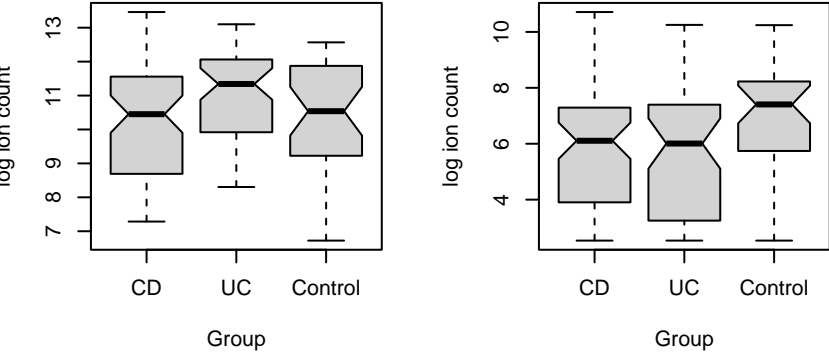 log ion count
13
11
9
8
7
CD
UC
Control
Group
log ion count
10
8
6
4
CD
UC
Control
Group